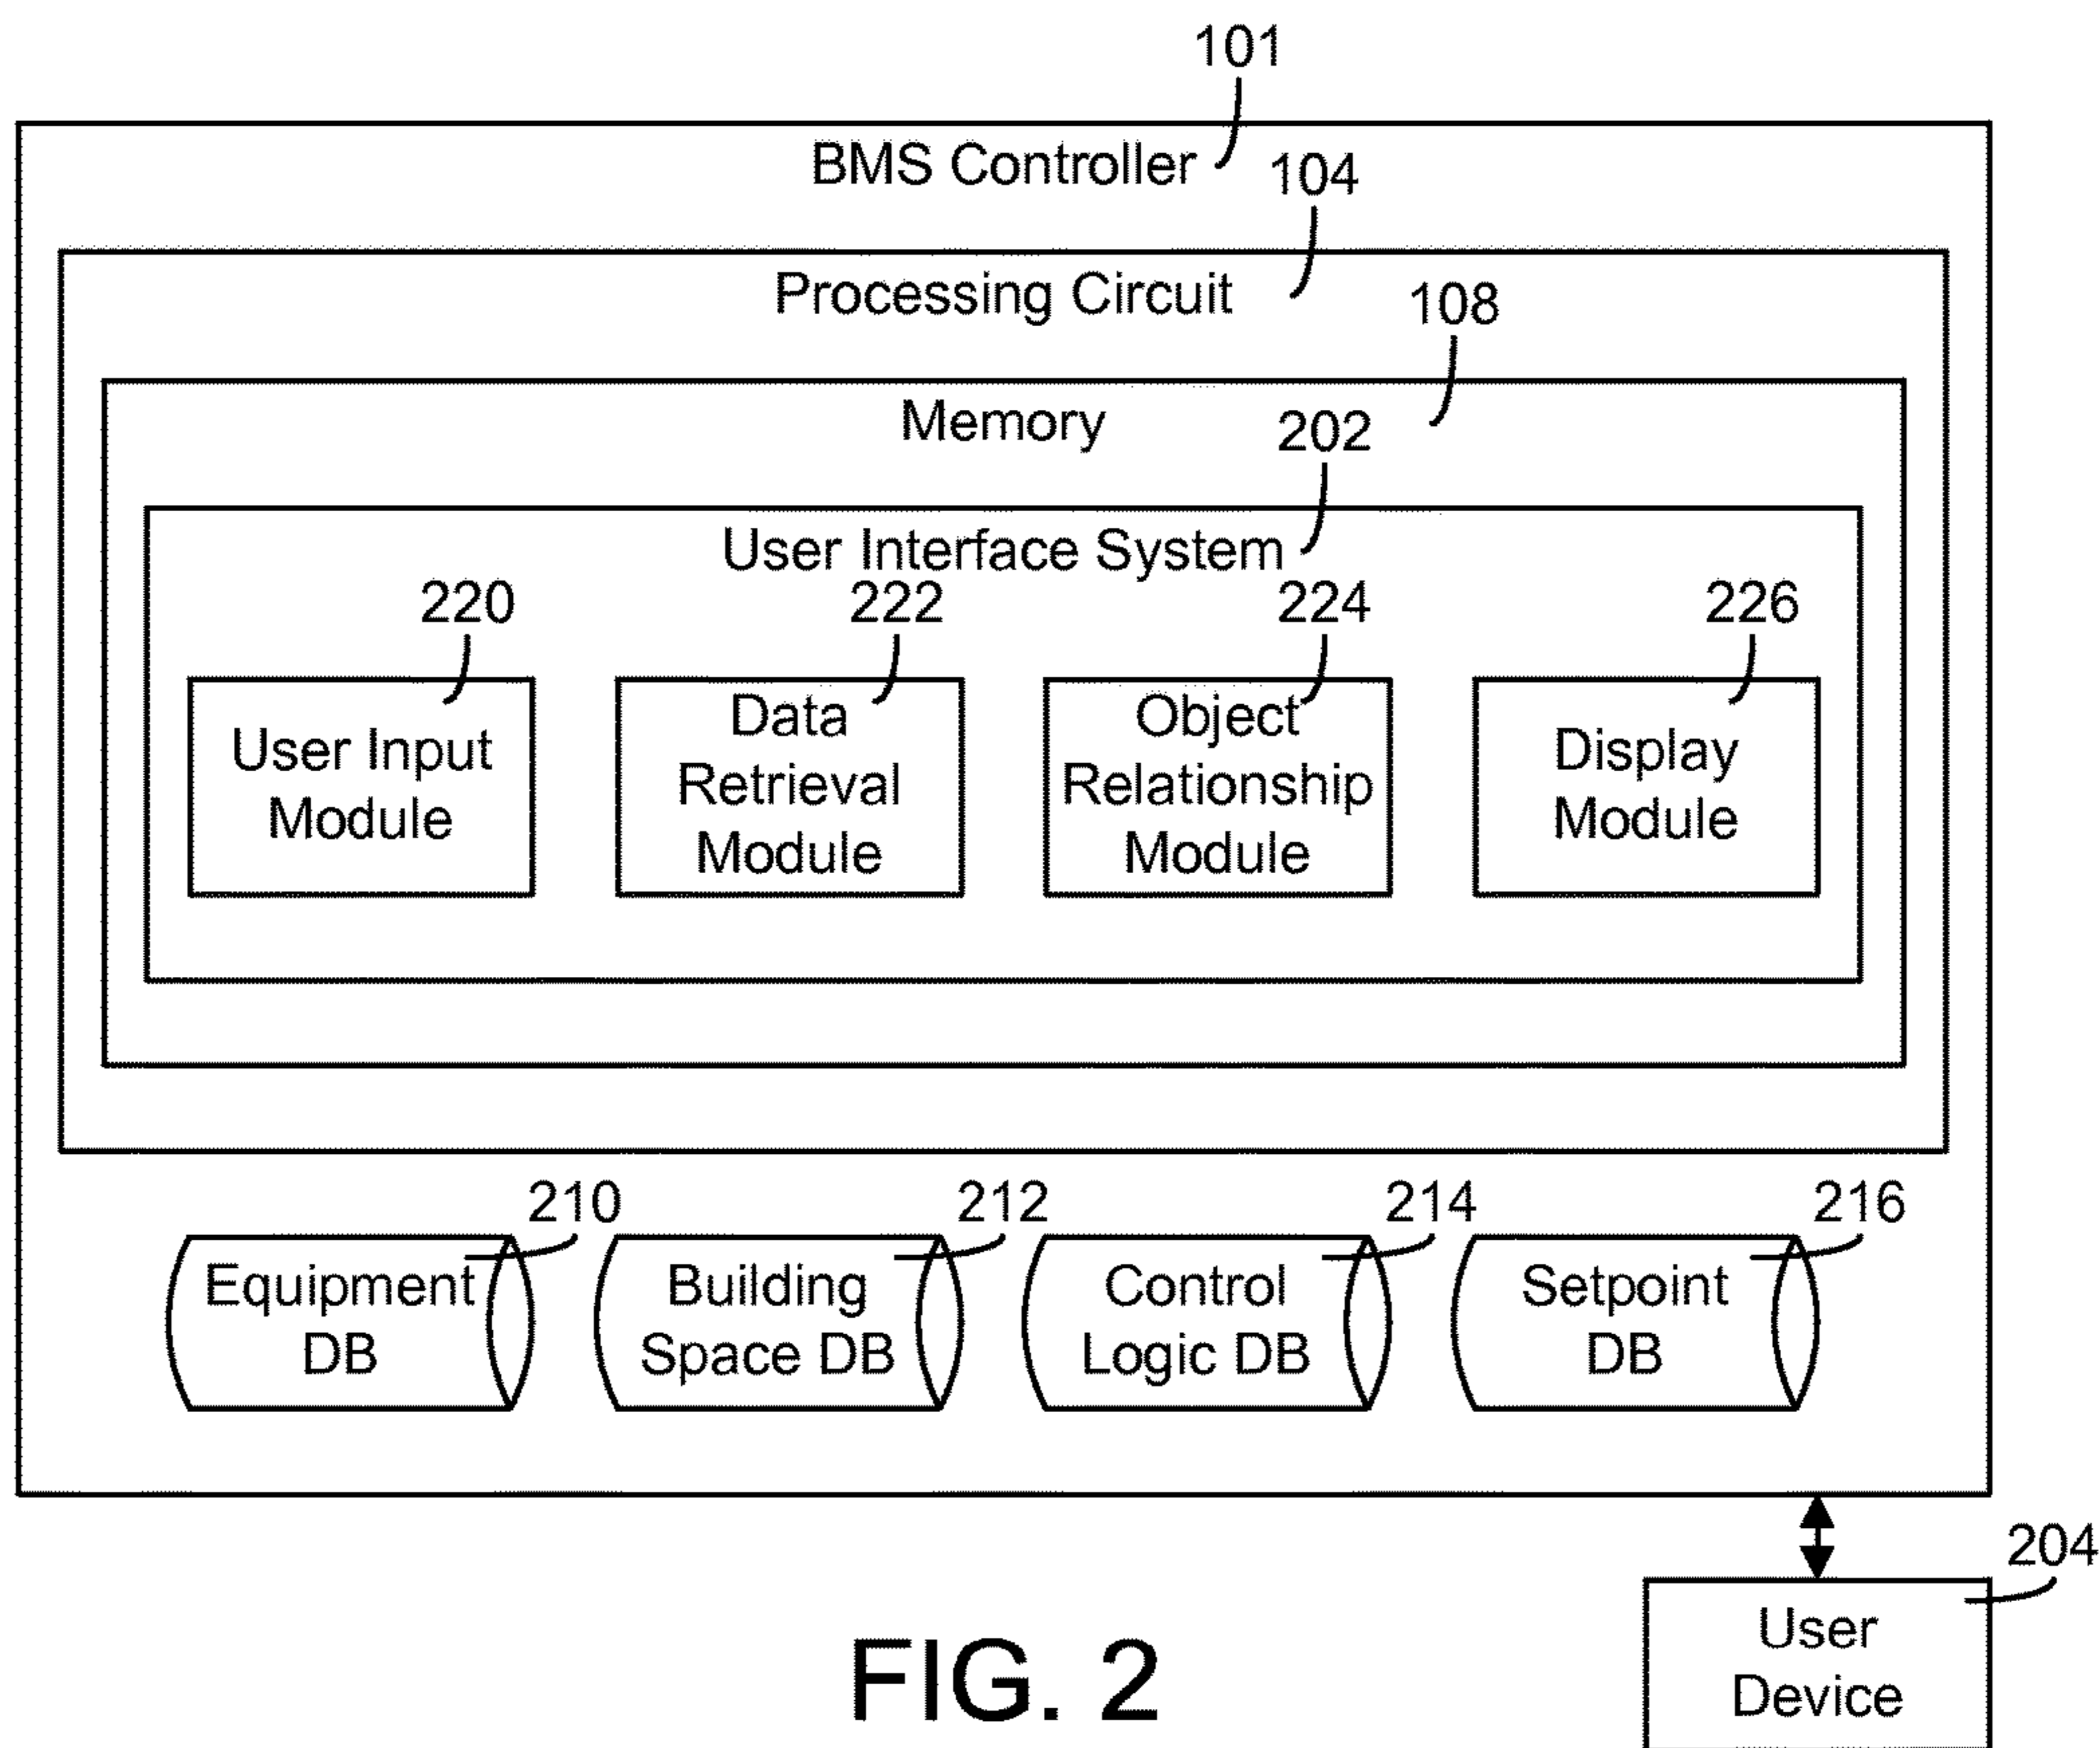 101
BMS Controller
104
Processing Circuit
108
Memory
202
User Interface System
220
222
224
226
User Input
Module
Data
Retrieval
Module
Object
Relationship
Module
Display
Module
210
212
214
216
Equipment
DB
Building
Space DB
Control
Logic DB
Setpoint
DB
204
User
Device
FIG. 2